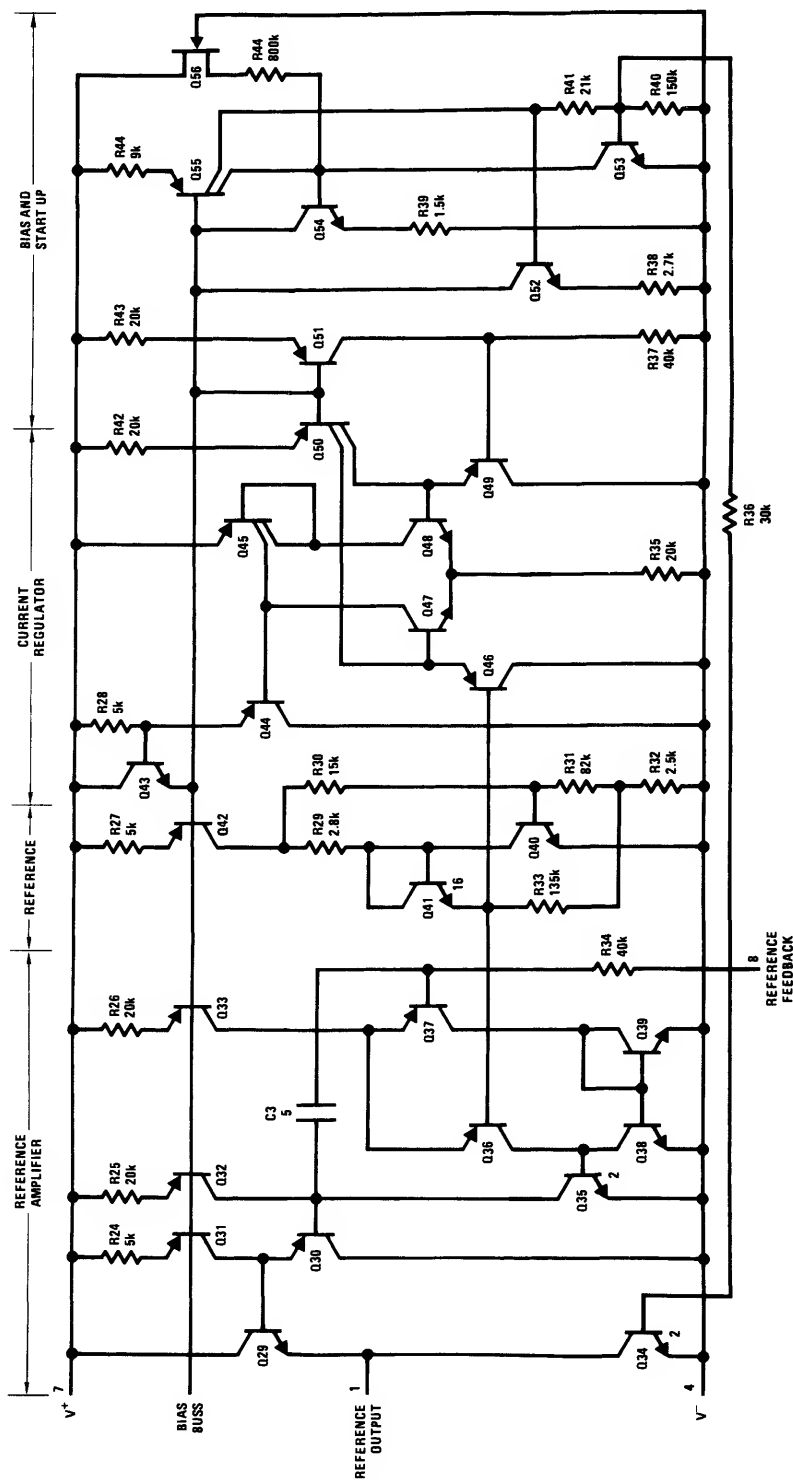 REFERENCE
AMPLIFIER
REFERENCE
CURRENT
REGULATOR
BIAS AND
START UP
V+
7
R24
5k
R25
20k
R26
20k
R27
5k
R28
5k
R42
20k
R43
20k
R44
9k
Q56
R44
800k
BIAS
BUSS
Q31
Q32
Q33
Q42
Q43
Q45
Q50
Q51
Q55
Q54
Q29
Q30
C3
5
Q44
R30
15k
R29
2.8k
R39
1.5k
R41
21k
REFERENCE
OUTPUT
1
Q37
Q41
16
Q47
Q48
Q49
Q46
Q52
Q53
R40
150k
Q36
R33
135k
Q40
R31
82k
R32
2.5k
Q35
2
Q38
Q39
R34
40k
R35
20k
R37
40k
R38
2.7k
Q34
2
V-
4
8
REFERENCE
FEEDBACK
R36
30k